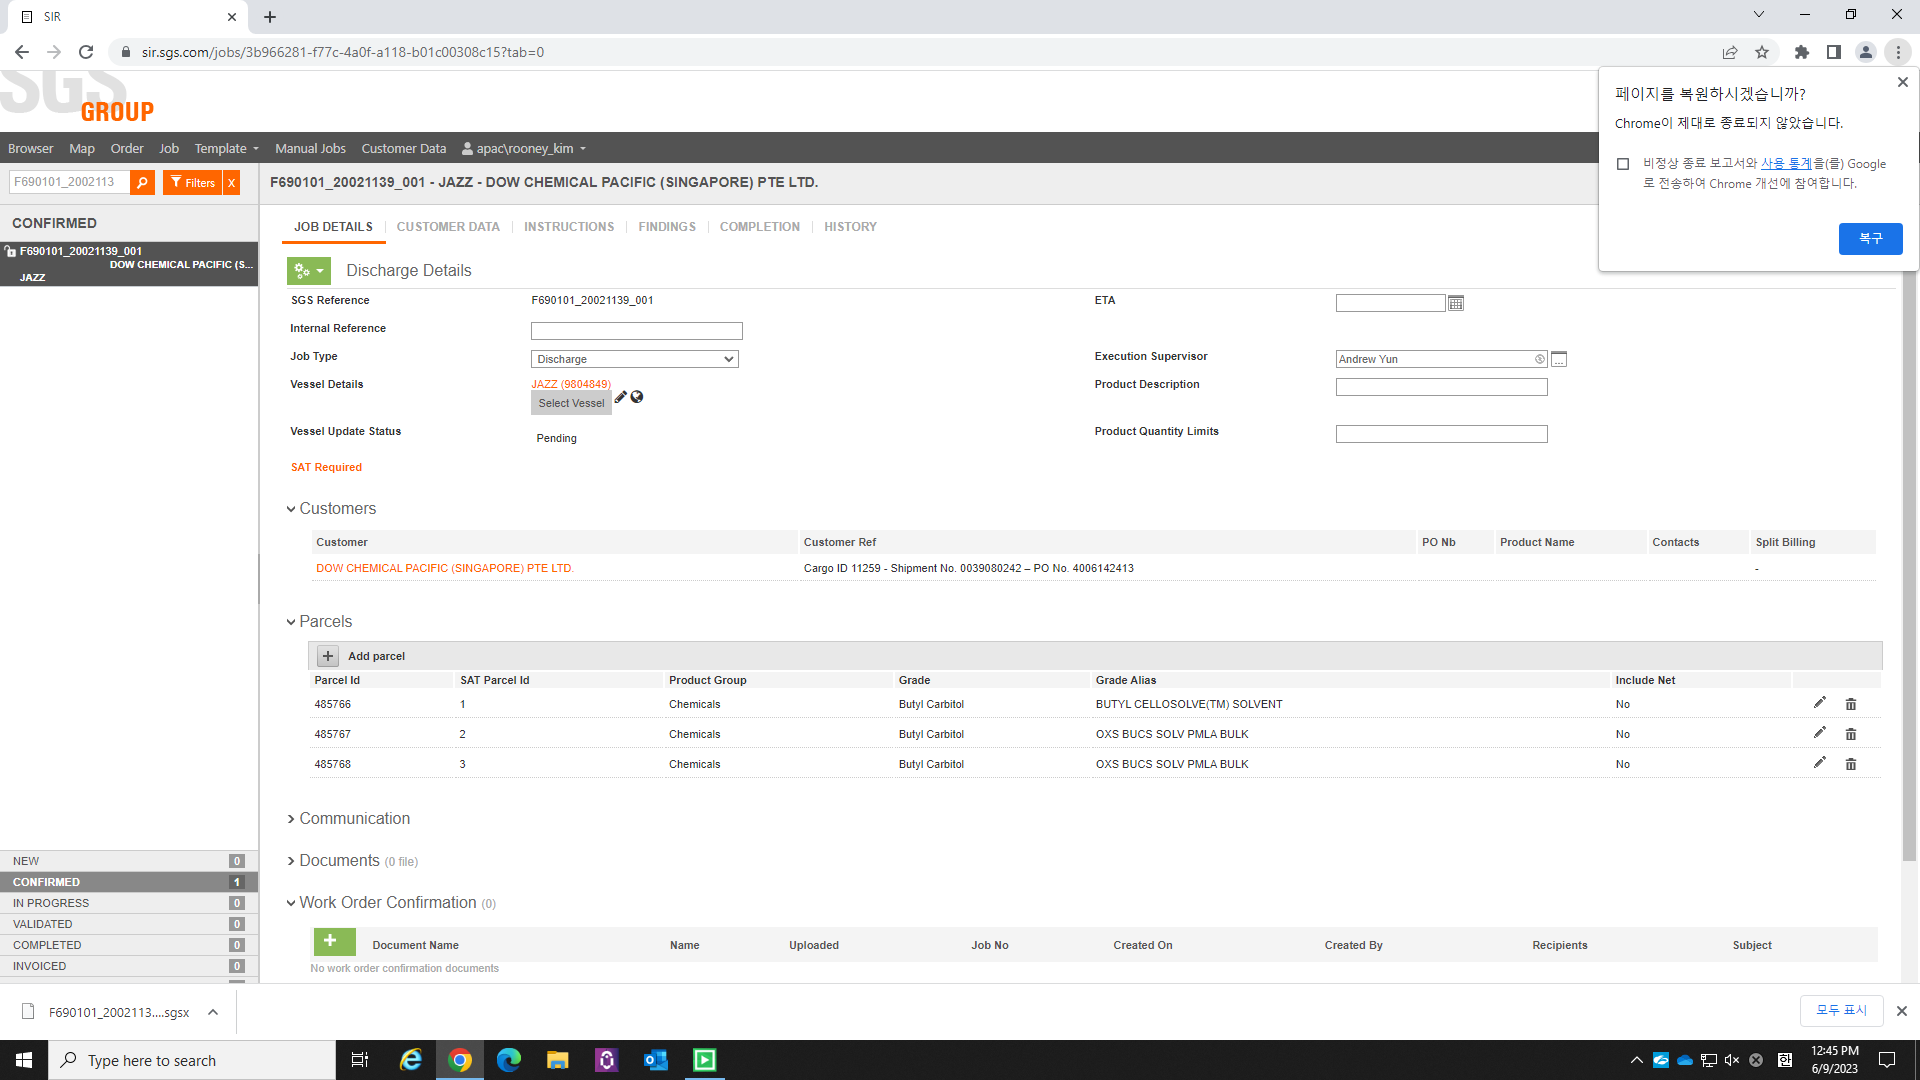 SIR
sir.sgs.com/jobs/3b966281-f77c-4a0f-a118-b01c00308c15?tab=0
SGS
GROUP
Browser Map Order Job Template Manual Jobs Customer Data apac\rooney_kim
F690101_2002113 Filters X
F690101_20021139_001 - JAZZ - DOW CHEMICAL PACIFIC (SINGAPORE) PTE LTD.
페이지를 복원하시겠습니까?
Chrome이 제대로 종료되지 않았습니다.
비정상 종료 보고서와 사용 통계을(를) Google
로 전송하여 Chrome 개선에 참여합니다.
복구
CONFIRMED
F690101_20021139_001
DOW CHEMICAL PACIFIC (S...
JAZZ
JOB DETAILS CUSTOMER DATA INSTRUCTIONS FINDINGS COMPLETION HISTORY
Discharge Details
SGS Reference F690101_20021139_001 ETA
Internal Reference
Job Type Discharge Execution Supervisor Andrew Yun
Vessel Details JAZZ (9804849) Product Description
Select Vessel
Vessel Update Status Pending Product Quantity Limits
SAT Required
Customers
Customer Customer Ref PO Nb Product Name Contacts Split Billing
DOW CHEMICAL PACIFIC (SINGAPORE) PTE LTD. Cargo ID 11259 - Shipment No. 0039080242 – PO No. 4006142413 -
Parcels
Add parcel
Parcel Id SAT Parcel Id Product Group Grade Grade Alias Include Net
485766 1 Chemicals Butyl Carbitol BUTYL CELLOSOLVE(TM) SOLVENT No
485767 2 Chemicals Butyl Carbitol OXS BUCS SOLV PMLA BULK No
485768 3 Chemicals Butyl Carbitol OXS BUCS SOLV PMLA BULK No
Communication
Documents (0 file)
Work Order Confirmation (0)
Document Name Name Uploaded Job No Created On Created By Recipients Subject
No work order confirmation documents
NEW 0
CONFIRMED 1
IN PROGRESS 0
VALIDATED 0
COMPLETED 0
INVOICED 0
F690101_2002113....sgsx
모두 표시
Type here to search
한
12:45 PM
6/9/2023